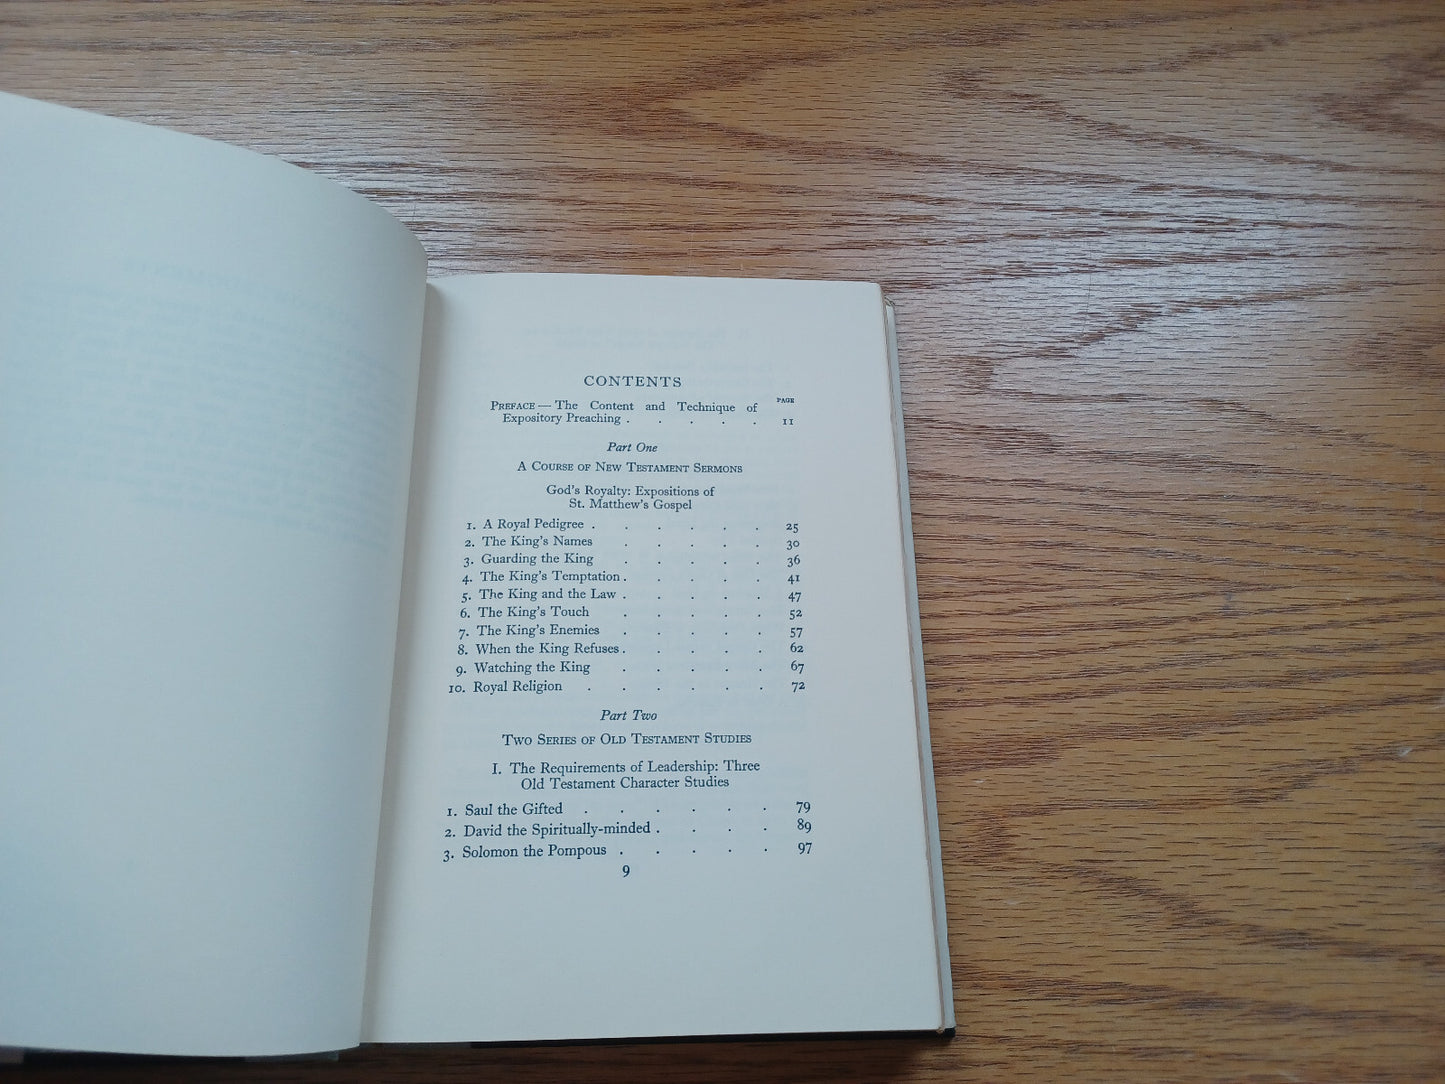 CONTENTS
PAGE
PREFACE — The Content and Technique of
Expository Preaching . . . . . 11
Part One
A COURSE OF NEW TESTAMENT SERMONS
God's Royalty: Expositions of
St. Matthew's Gospel
1. A Royal Pedigree . . . . . . 25
2. The King's Names . . . . . 30
3. Guarding the King . . . . . 36
4. The King's Temptation . . . . . 41
5. The King and the Law . . . . . 47
6. The King's Touch . . . . . 52
7. The King's Enemies . . . . . 57
8. When the King Refuses . . . . . 62
9. Watching the King . . . . . 67
10. Royal Religion . . . . . . 72
Part Two
TWO SERIES OF OLD TESTAMENT STUDIES
I. The Requirements of Leadership: Three
Old Testament Character Studies
1. Saul the Gifted . . . . . . 79
2. David the Spiritually-minded . . . . 89
3. Solomon the Pompous . . . . . 97
9